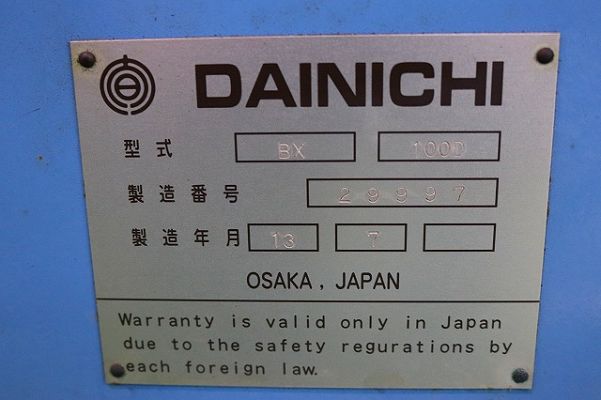 DAINICHI
型式 BX 100D
製造番号 29997
製造年月 13 7
OSAKA, JAPAN
Warranty is valid only in Japan
due to the safety regurations by
each foreign law.